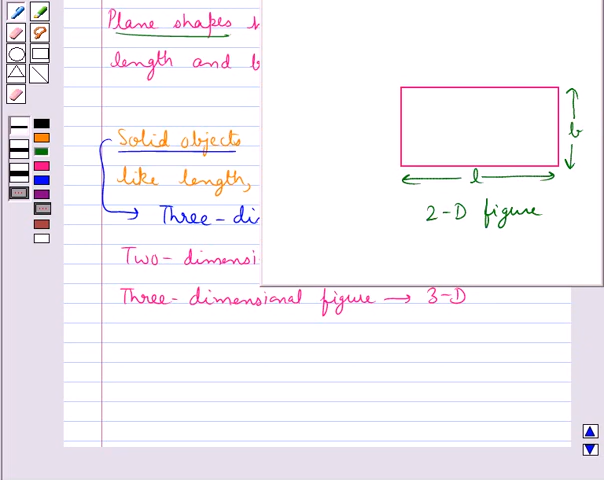 Plane shapes
length and b
Solid objects
like length,
Three-di
Two-dimensi
Three-dimensional figure → 3-D
b
l
2-D figure